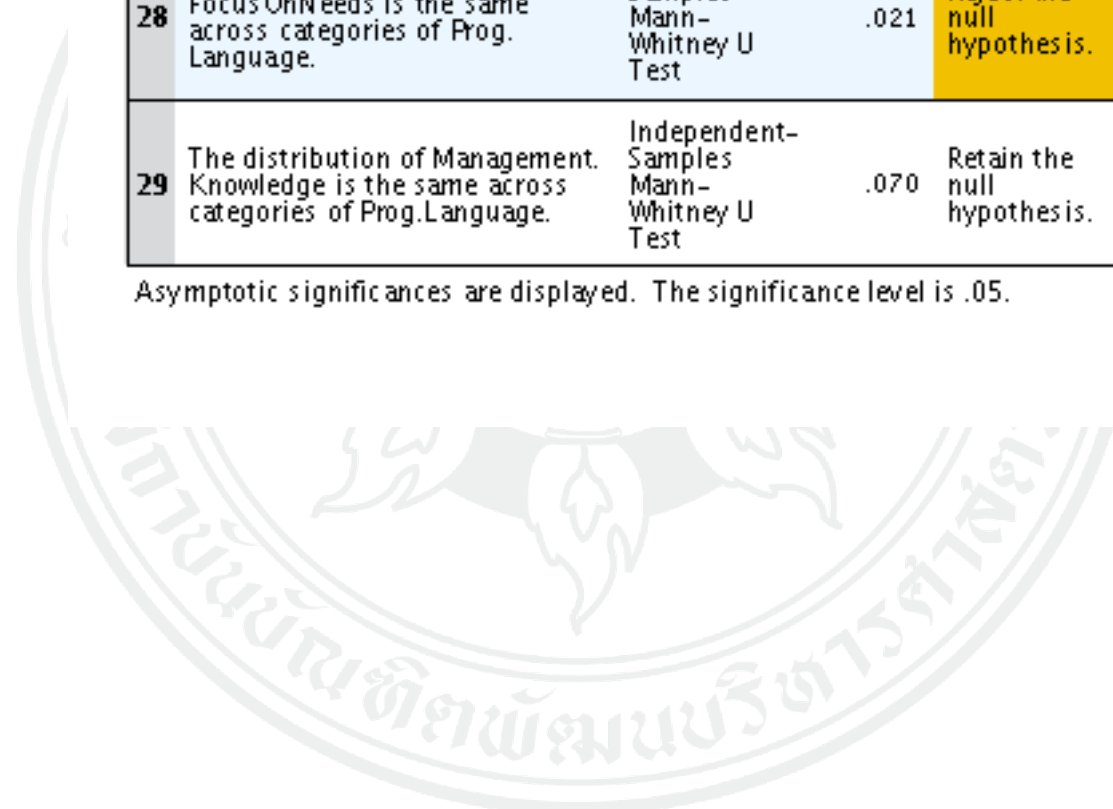 28
FocusOnNeeds is the same
across categories of Prog.
Language.
Mann-
Whitney U
Test
.021
null
hypothesis.
29
The distribution of Management.
Knowledge is the same across
categories of Prog.Language.
Independent-
Samples
Mann-
Whitney U
Test
.070
Retain the
null
hypothesis.
Asymptotic significances are displayed. The significance level is .05.